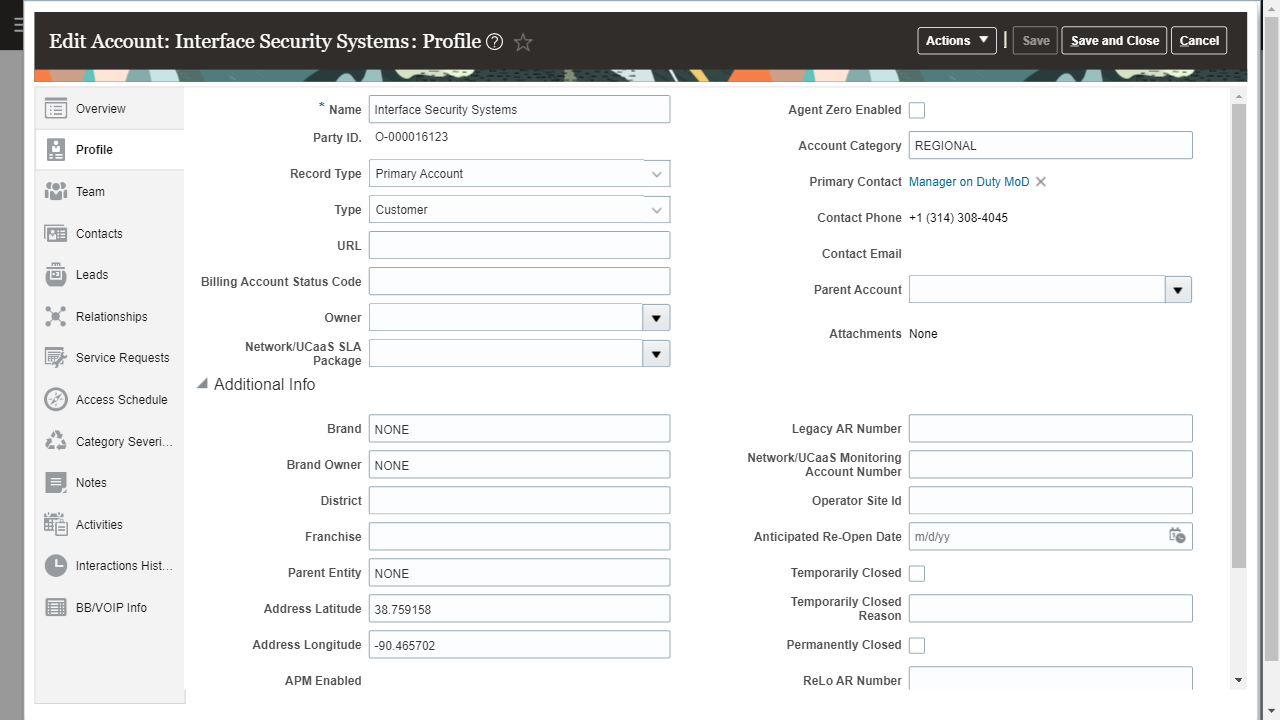 Edit Account: Interface Security Systems: Profile
Actions
Save
Save and Close
Cancel
Overview
Profile
Team
Contacts
Leads
Relationships
Service Requests
Access Schedule
Category Severi...
Notes
Activities
Interactions Hist...
BB/VOIP Info
* Name Interface Security Systems
Party ID. O-000016123
Record Type Primary Account
Type Customer
URL
Billing Account Status Code
Owner
Network/UCaaS SLA
Package
Agent Zero Enabled
Account Category REGIONAL
Primary Contact Manager on Duty MoD
Contact Phone +1 (314) 308-4045
Contact Email
Parent Account
Attachments None
Additional Info
Brand NONE
Brand Owner NONE
District
Franchise
Parent Entity NONE
Address Latitude 38.759158
Address Longitude -90.465702
APM Enabled
Legacy AR Number
Network/UCaaS Monitoring
Account Number
Operator Site Id
Anticipated Re-Open Date m/d/yy
Temporarily Closed
Temporarily Closed
Reason
Permanently Closed
ReLo AR Number